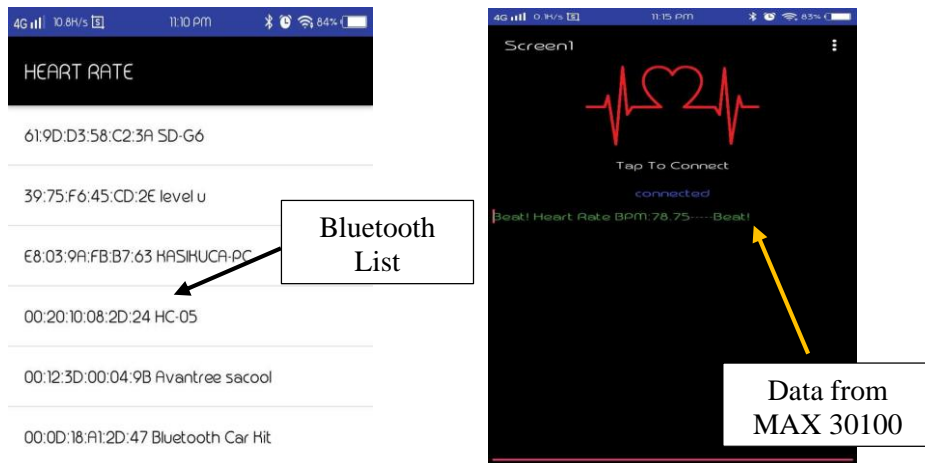 4G 10.8K/s S 11:10 PM 84%
HEART RATE
61:9D:D3:58:C2:3A SD-G6
39:75:F6:45:CD:2E level u
E8:03:9A:FB:B7:63 KASIKUCA-PC
00:20:10:08:2D:24 HC-05
00:12:3D:00:04:9B Avantree sacool
00:0D:18:A1:2D:47 Bluetooth Car Kit
Bluetooth
List
4G 0.1K/s S 11:15 PM 83%
Screen1
Tap To Connect
connected
Beat! Heart Rate BPM:78.75-----Beat!
Data from
MAX 30100